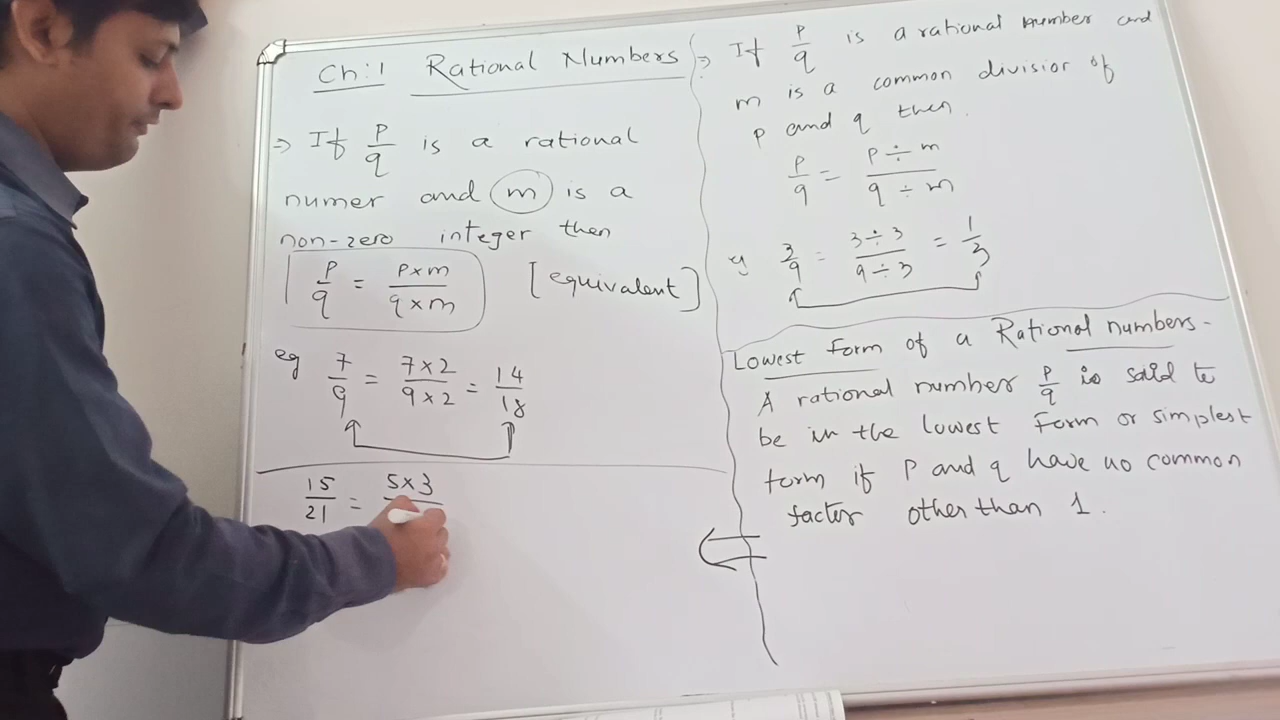 Ch:1 Rational Numbers
⇒ If p/q is a rational
numer and m is a
non-zero integer then
p/q = p×m/q×m [equivalent]
eg 7/9 = 7×2/9×2 = 14/18
15/21 = 5×3
⇒ If p/q is a rational number and
m is a common divisior of
p and q then.
p/q = p÷m/q÷m
eg 3/9 = 3÷3/9÷3 = 1/3
Lowest Form of a Rational numbers-
A rational number p/q is said to
be in the lowest Form or simplest
form if P and q have no common
factor other than 1.